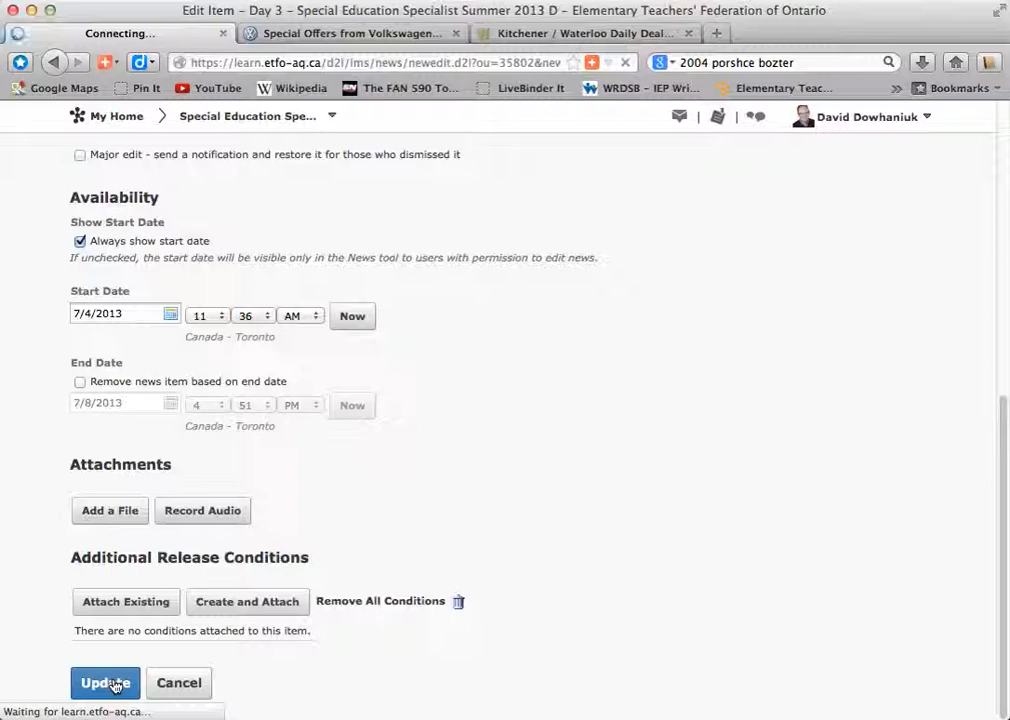 Edit Item - Day 3 - Special Education Specialist Summer 2013 D - Elementary Teachers' Federation of Ontario
Connecting...
Special Offers from Volkswagen...
Kitchener / Waterloo Daily Deal...
https://learn.etfo-aq.ca/d2l/lms/news/newedit.d2l?ou=35802&nev
2004 porshce bozter
Google Maps
Pin It
YouTube
Wikipedia
The FAN 590 To...
LiveBinder It
WRDSB - IEP Wri...
Elementary Teac...
Bookmarks
My Home
Special Education Spe...
David Dowhaniuk
Major edit - send a notification and restore it for those who dismissed it
Availability
Show Start Date
Always show start date
If unchecked, the start date will be visible only in the News tool to users with permission to edit news.
Start Date
7/4/2013 11 36 AM Now
Canada - Toronto
End Date
Remove news item based on end date
7/8/2013 4 51 PM Now
Canada - Toronto
Attachments
Add a File Record Audio
Additional Release Conditions
Attach Existing Create and Attach Remove All Conditions
There are no conditions attached to this item.
Update Cancel
Waiting for learn.etfo-aq.ca...